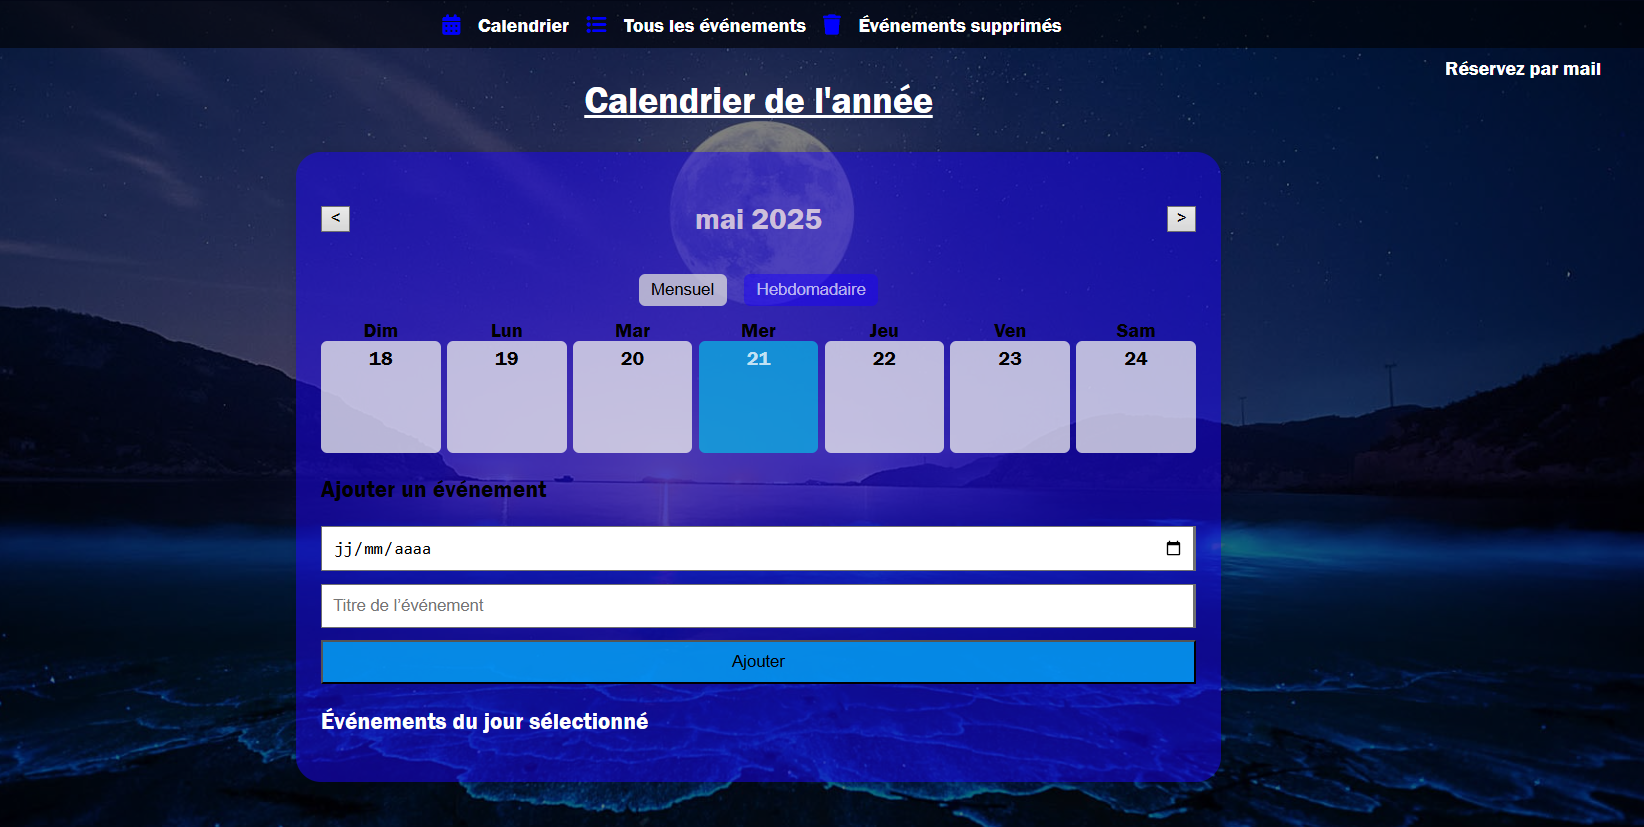 Calendrier Tous les événements Événements supprimés
Réservez par mail
Calendrier de l'année
< mai 2025 >
Mensuel Hebdomadaire
Dim Lun Mar Mer Jeu Ven Sam
18 19 20 21 22 23 24
Ajouter un événement
jj/mm/aaaa
Titre de l’événement
Ajouter
Événements du jour sélectionné